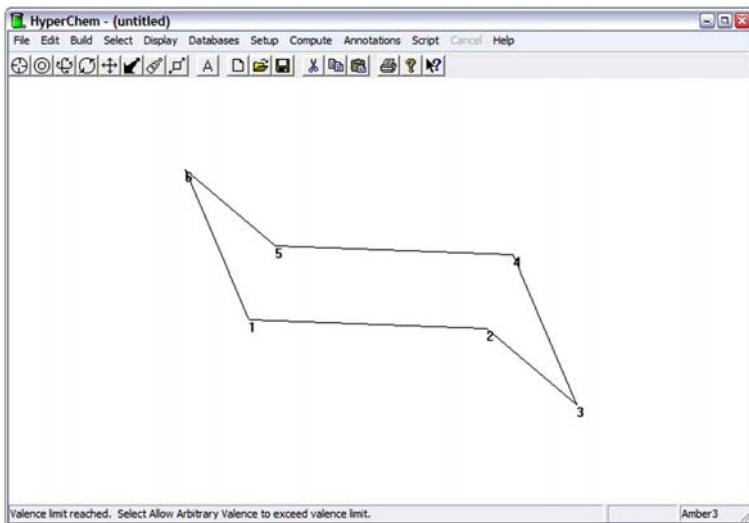 HyperChem - (untitled)
File Edit Build Select Display Databases Setup Compute Annotations Script Cancel Help
A
6
5
4
1
2
3
Valence limit reached. Select Allow Arbitrary Valence to exceed valence limit.
Amber3